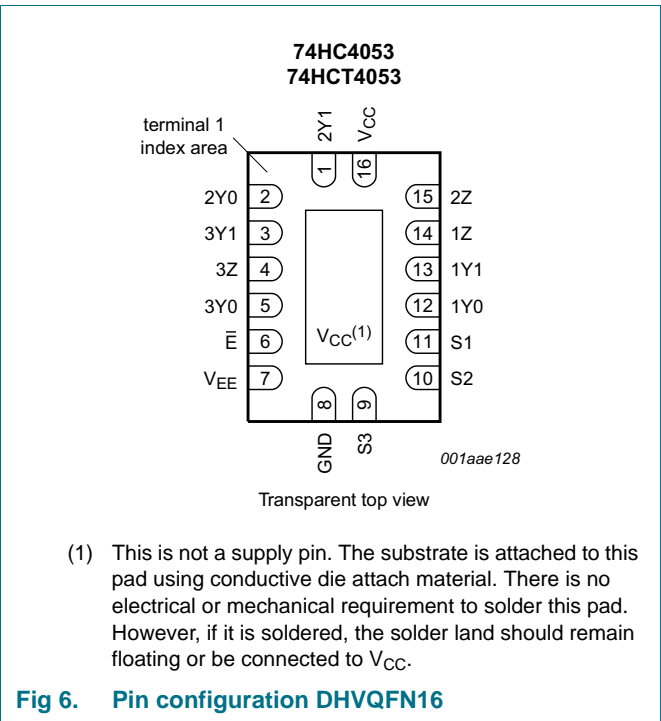 74HC4053
74HCT4053
terminal 1
index area
2Y1
VCC
1
16
2Y0 2
15 2Z
3Y1 3
14 1Z
3Z 4
13 1Y1
3Y0 5
12 1Y0
E̅ 6
VCC(1)
11 S1
VEE 7
10 S2
8
9
GND
S3
001aae128
Transparent top view
(1) This is not a supply pin. The substrate is attached to this
pad using conductive die attach material. There is no
electrical or mechanical requirement to solder this pad.
However, if it is soldered, the solder land should remain
floating or be connected to VCC.
Fig 6. Pin configuration DHVQFN16